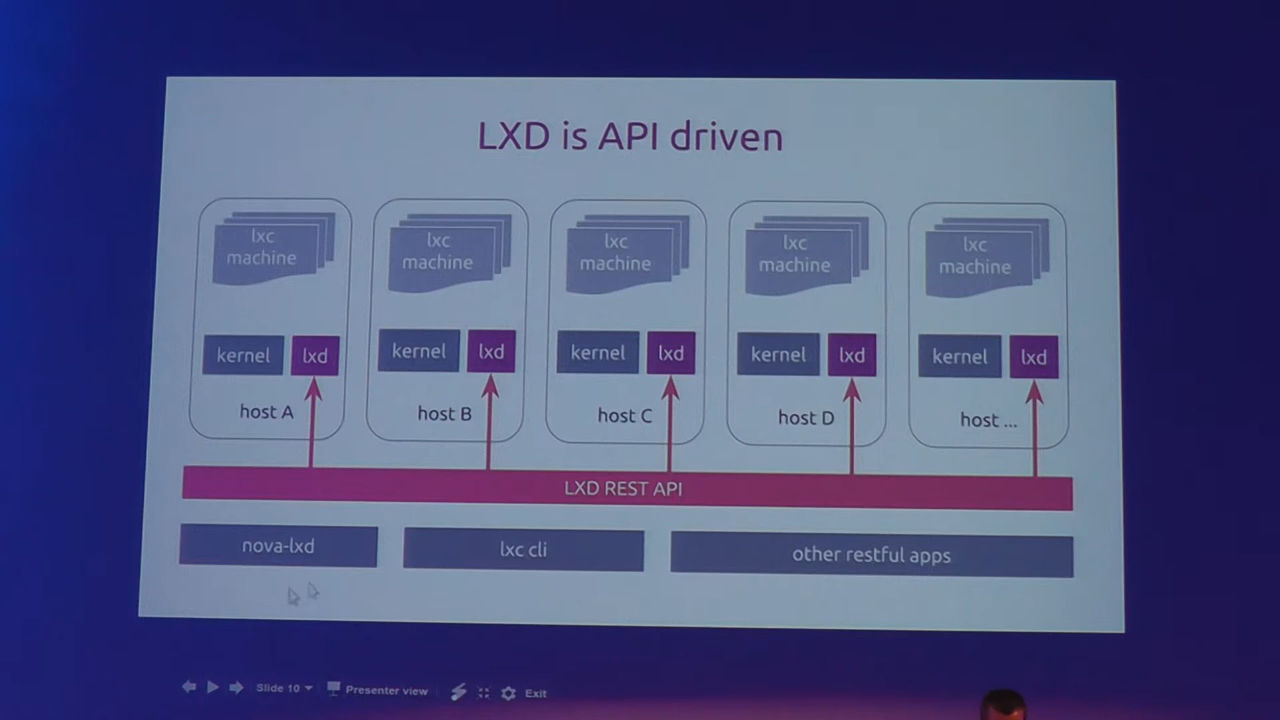 LXD is API driven
lxc
machine
lxc
machine
lxc
machine
lxc
machine
lxc
machine
kernel
lxd
kernel
lxd
kernel
lxd
kernel
lxd
kernel
lxd
host A
host B
host C
host D
host ...
LXD REST API
nova-lxd
lxc cli
other restful apps
Slide 10
Presenter view
Exit